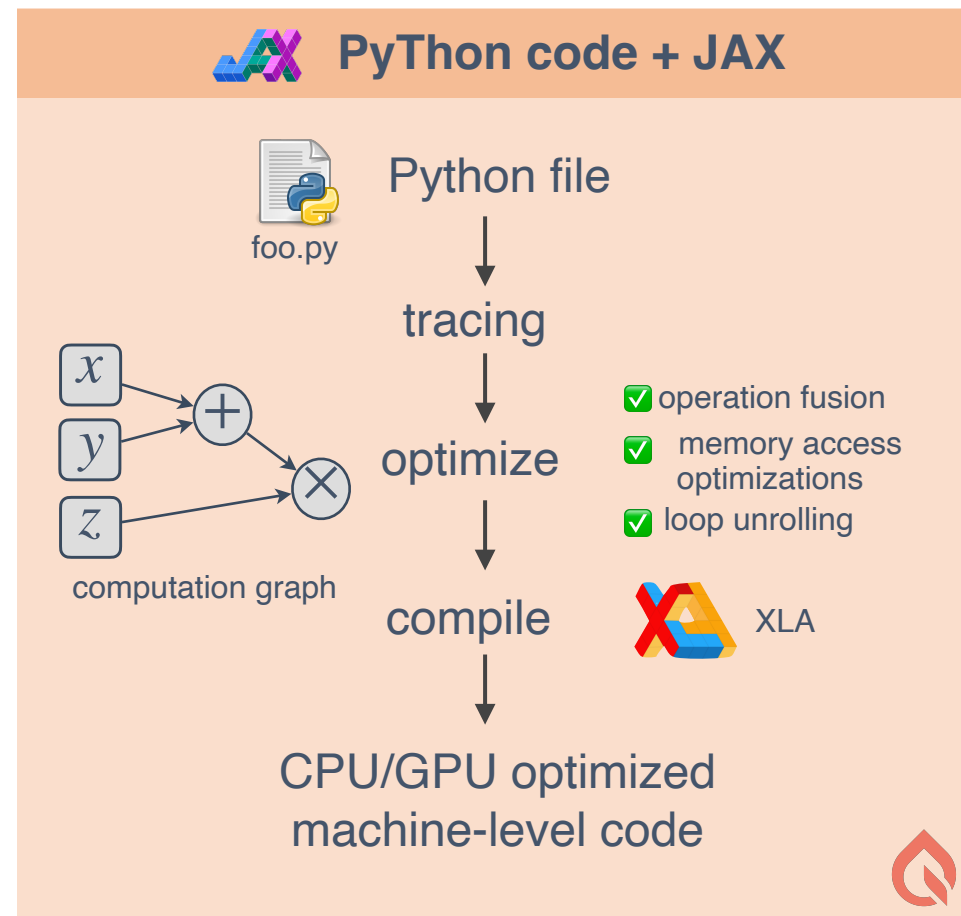 PyThon code + JAX
Python file
foo.py
tracing
x
y
z
+
×
computation graph
optimize
✅ operation fusion
✅ memory access
optimizations
✅ loop unrolling
compile
XLA
CPU/GPU optimized
machine-level code